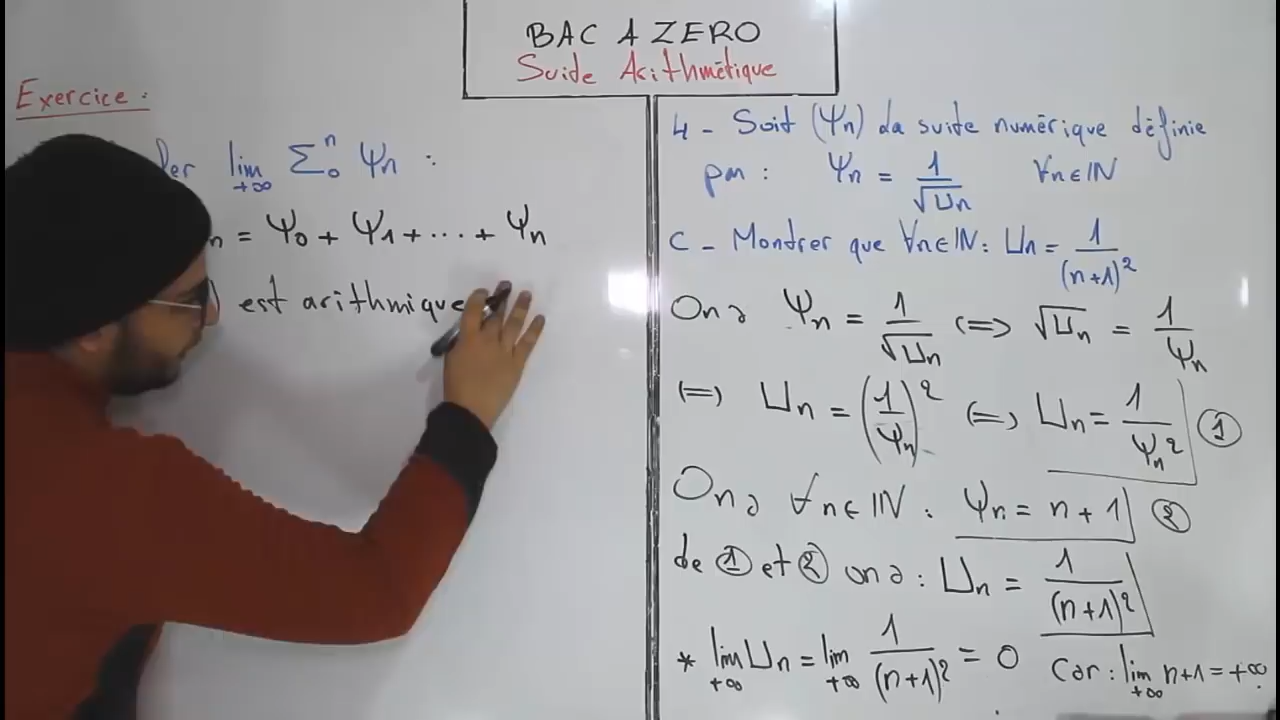 BAC A ZERO
Suide Arithmétique
Exercice :
lim +∞ Σ₀ⁿ Ψn :
n = Ψ0 + Ψ1 + ... + Ψn
) est arithmique
4 - Soit (Ψn) da suite numérique définie
par : Ψn = 1/√Un ∀n∈IN
C - Montrer que ∀n∈IN : Un = 1/(n+1)²
On a Ψn = 1/√Un <=> √Un = 1/Ψn
<=> Un = (1/Ψn)² <=> Un = 1/Ψn² ①
On a ∀n∈IN : Ψn = n + 1 ②
de ① et ② on a : Un = 1/(n+1)²
* lim +∞ Un = lim +∞ 1/(n+1)² = 0 Car : lim +∞ n+1 = +∞